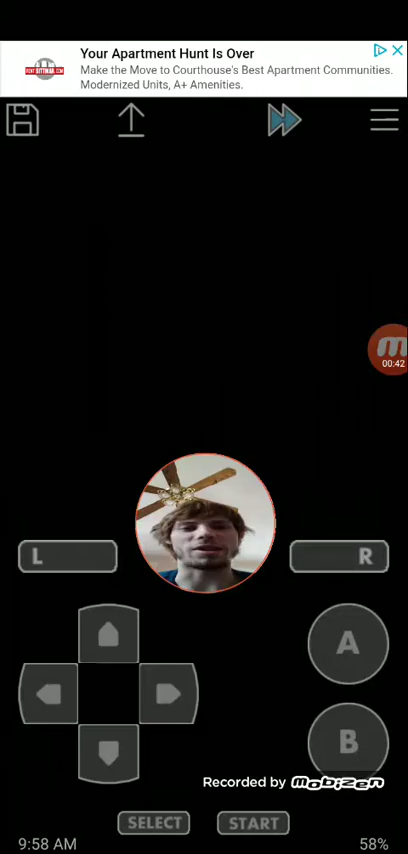 Your Apartment Hunt Is Over
Make the Move to Courthouse's Best Apartment Communities.
Modernized Units, A+ Amenities.
00:42
L
R
A
B
Recorded by mobizen
SELECT
START
9:58 AM
58%